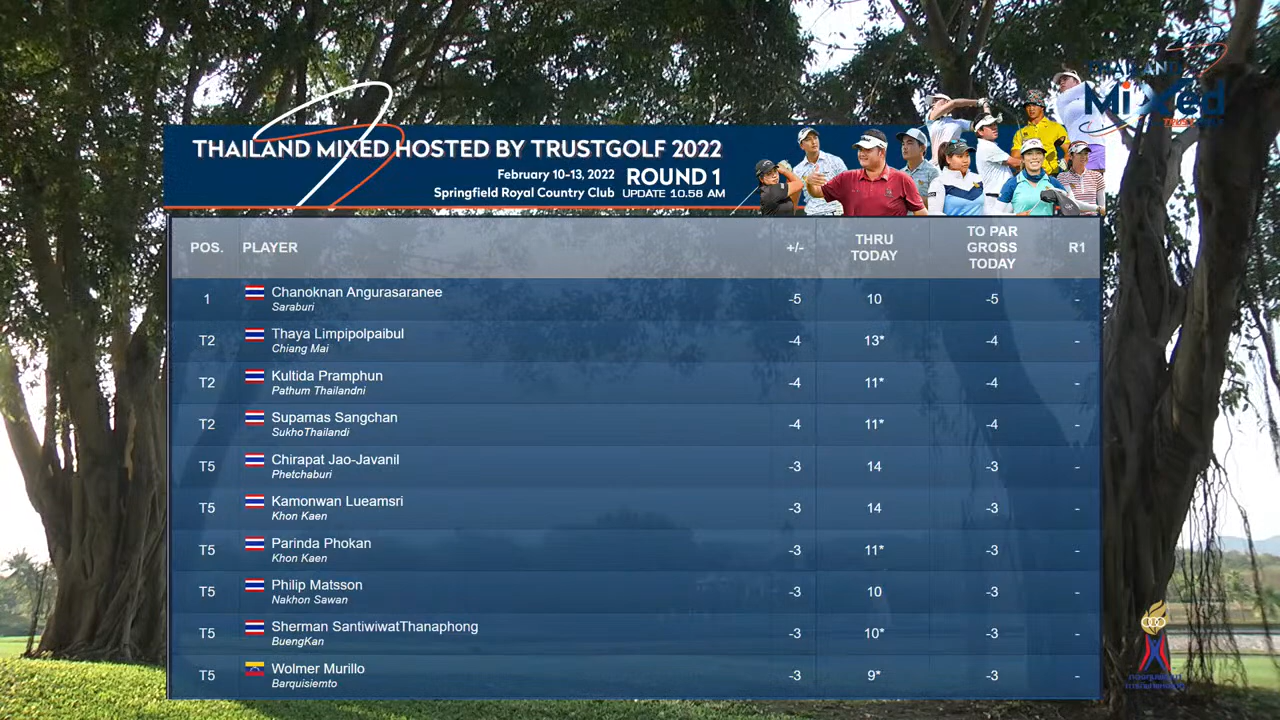 THAILAND
Mixed
THAILAND MIXED HOSTED BY TRUSTGOLF 2022
February 10-13, 2022 ROUND 1
Springfield Royal Country Club UPDATE 10.58 AM
POS. PLAYER +/- THRU TODAY TO PAR GROSS TODAY R1
1 Chanoknan Angurasaranee -5 10 -5 -
Saraburi
T2 Thaya Limpipolpaibul -4 13* -4 -
Chiang Mai
T2 Kultida Pramphun -4 11* -4 -
Pathum Thailandni
T2 Supamas Sangchan -4 11* -4 -
SukhoThailandi
T5 Chirapat Jao-Javanil -3 14 -3 -
Phetchaburi
T5 Kamonwan Lueamsri -3 14 -3 -
Khon Kaen
T5 Parinda Phokan -3 11* -3 -
Khon Kaen
T5 Philip Matsson -3 10 -3 -
Nakhon Sawan
T5 Sherman SantiwiwatThanaphong -3 10* -3 -
BuengKan
T5 Wolmer Murillo -3 9* -3 -
Barquisiemto